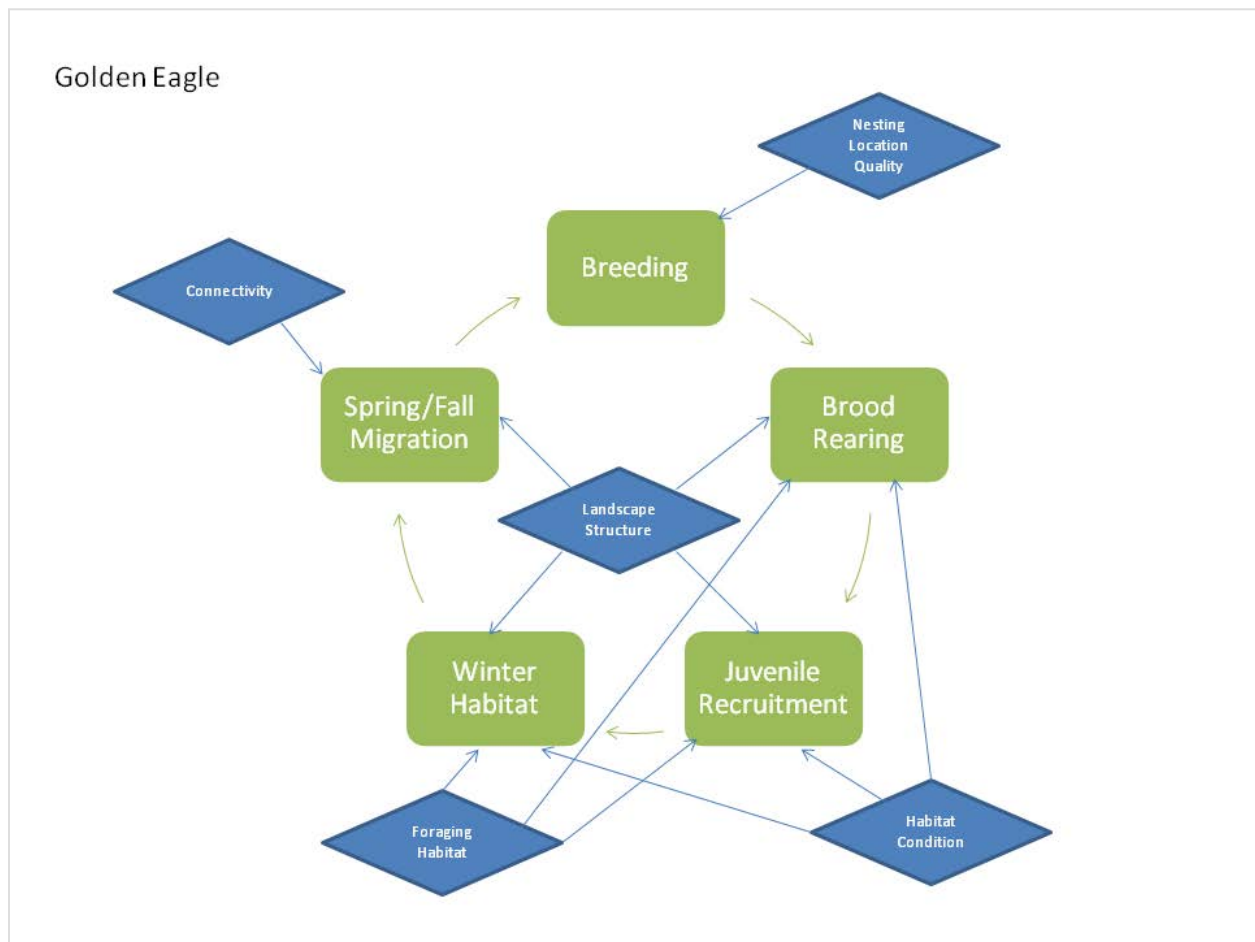 Golden Eagle
Nesting
Location
Quality
Breeding
Connectivity
Spring/Fall
Migration
Brood
Rearing
Landscape
Structure
Winter
Habitat
Juvenile
Recruitment
Foraging
Habitat
Habitat
Condition